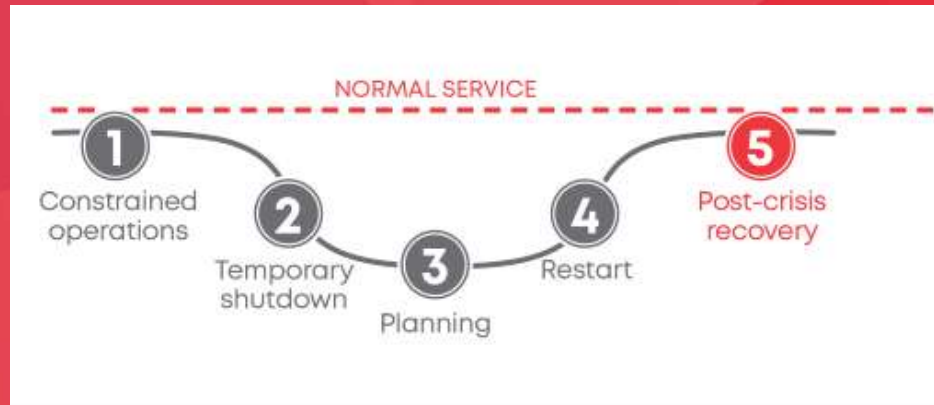 NORMAL SERVICE
1
Constrained
operations
2
Temporary
shutdown
3
Planning
4
Restart
5
Post-crisis
recovery